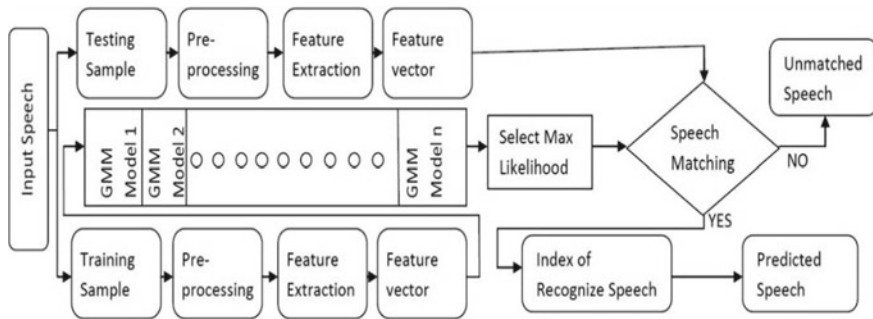 Input Speech
Testing
Sample
Pre-
processing
Feature
Extraction
Feature
vector
Unmatched
Speech
GMM
Model 1
GMM
Model 2
GMM
Model n
Select Max
Likelihood
Speech
Matching
NO
YES
Training
Sample
Pre-
processing
Feature
Extraction
Feature
vector
Index of
Recognize Speech
Predicted
Speech